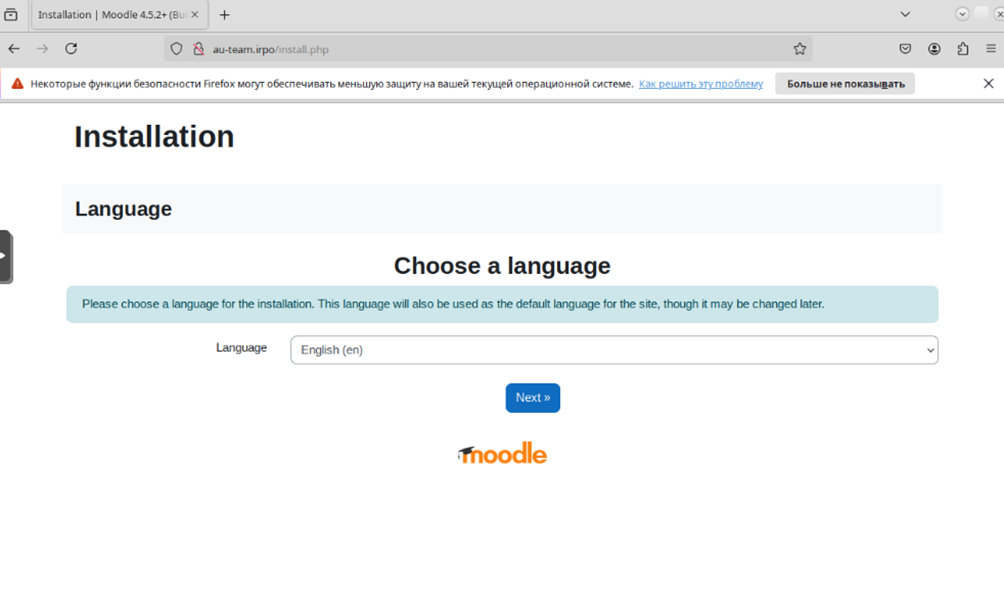 Installation | Moodle 4.5.2+ (Bu
au-team.irpo/install.php
Некоторые функции безопасности Firefox могут обеспечивать меньшую защиту на вашей текущей операционной системе. Как решить эту проблему Больше не показывать
Installation
Language
Choose a language
Please choose a language for the installation. This language will also be used as the default language for the site, though it may be changed later.
Language English (en)
Next »
moodle